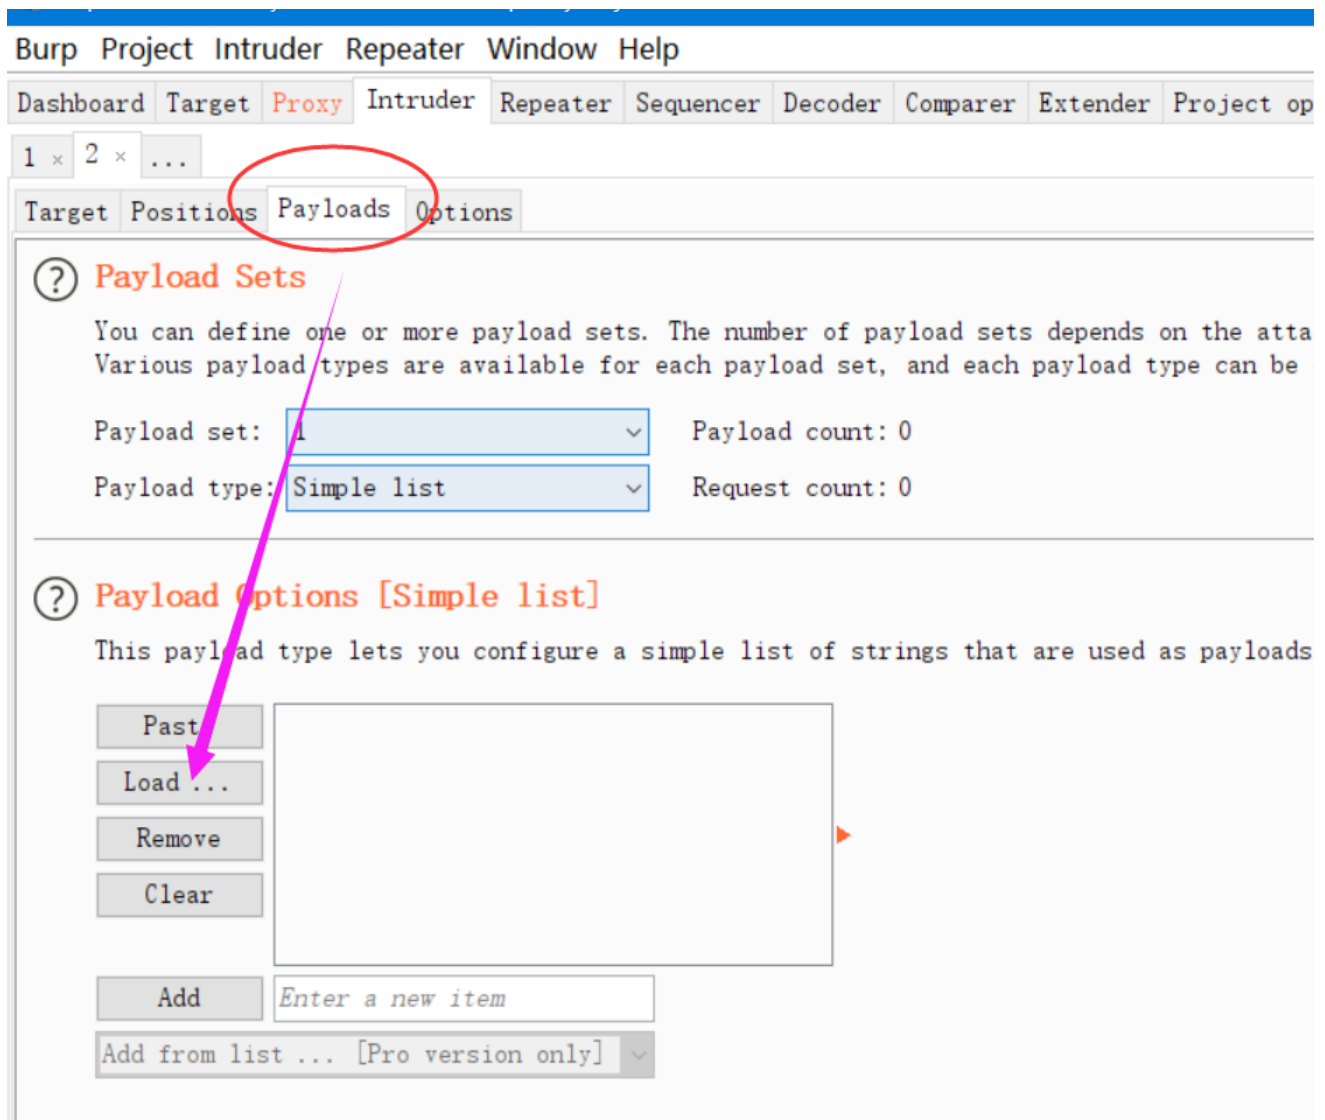 Burp Project Intruder Repeater Window Help
Dashboard Target Proxy Intruder Repeater Sequencer Decoder Comparer Extender Project op
1 × 2 × ...
Target Positions Payloads Options
? Payload Sets
You can define one or more payload sets. The number of payload sets depends on the atta
Various payload types are available for each payload set, and each payload type can be
Payload set: 1 Payload count: 0
Payload type: Simple list Request count: 0
? Payload Options [Simple list]
This payload type lets you configure a simple list of strings that are used as payloads
Past
Load ...
Remove
Clear
Add Enter a new item
Add from list ... [Pro version only]